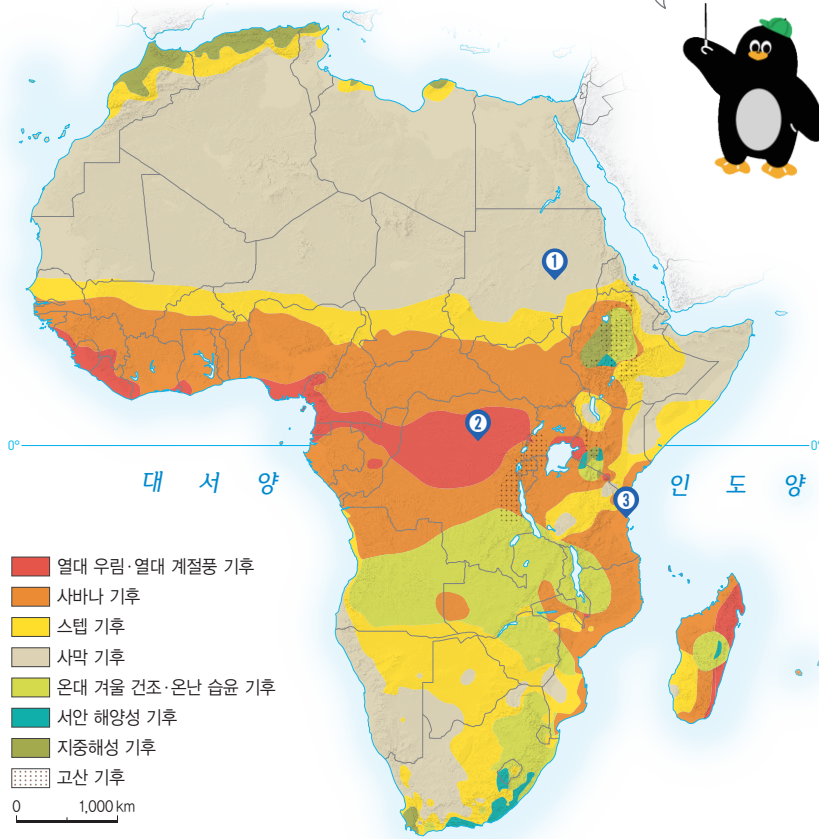 1
2
0°
0°
대서양
인도양
3
열대 우림·열대 계절풍 기후
사바나 기후
스텝 기후
사막 기후
온대 겨울 건조·온난 습윤 기후
서안 해양성 기후
지중해성 기후
고산 기후
0 1,000 km